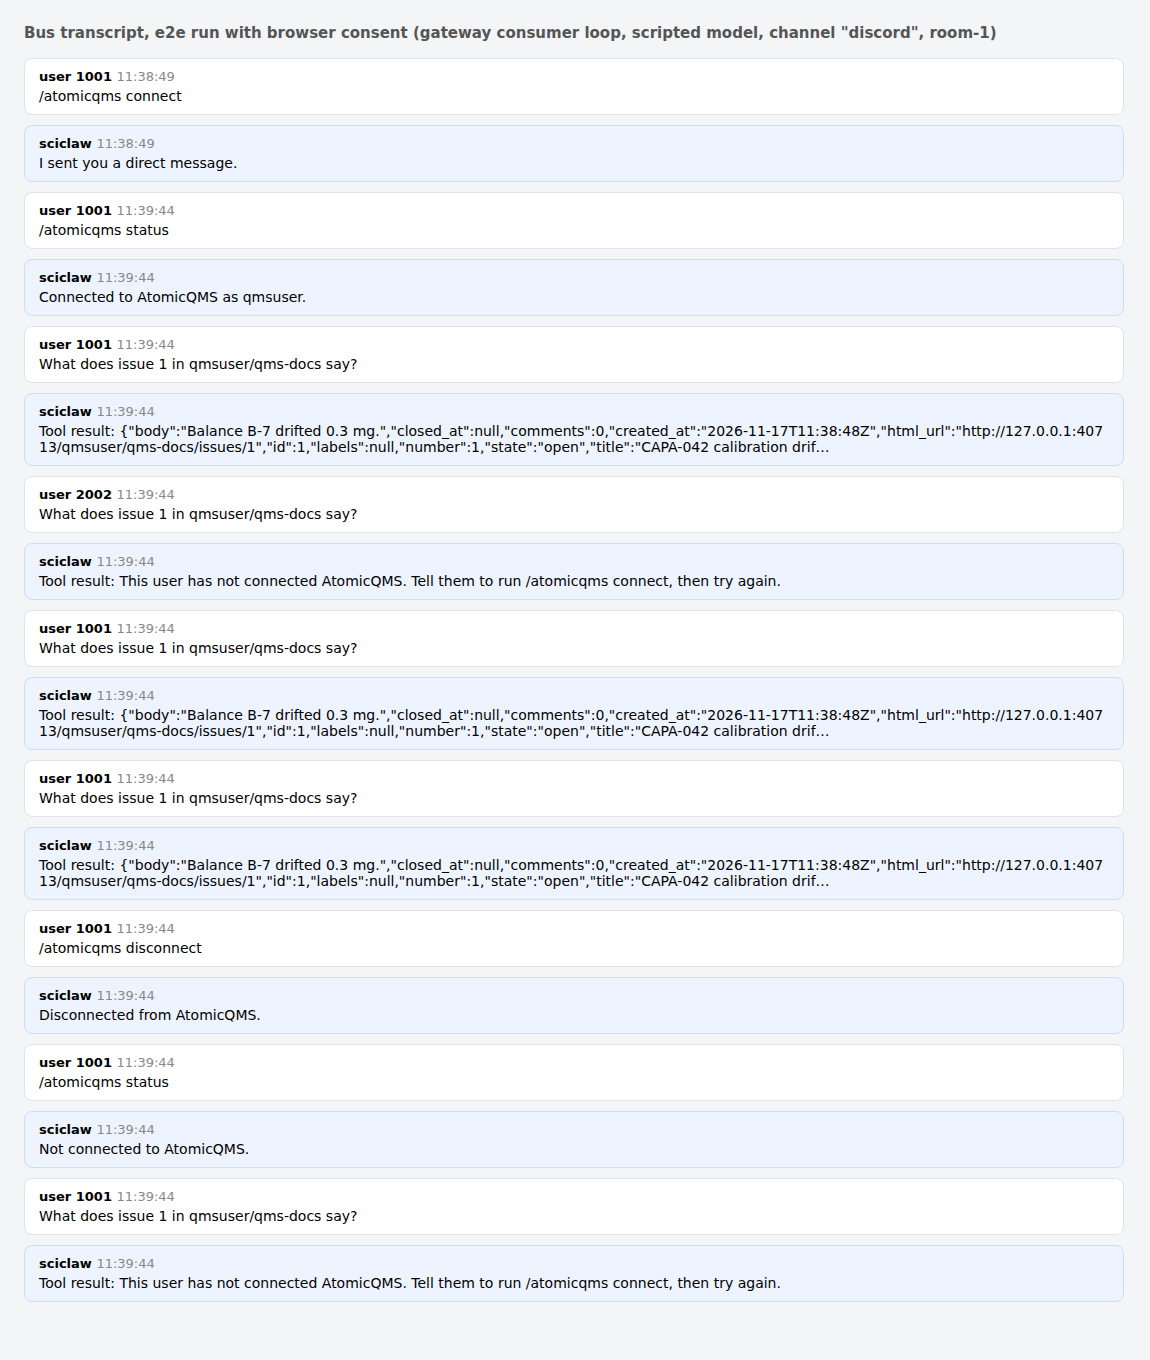 Bus transcript, e2e run with browser consent (gateway consumer loop, scripted model, channel "discord", room-1)
user 1001 11:38:49
/atomicqms connect
sciclaw 11:38:49
I sent you a direct message.
user 1001 11:39:44
/atomicqms status
sciclaw 11:39:44
Connected to AtomicQMS as qmsuser.
user 1001 11:39:44
What does issue 1 in qmsuser/qms-docs say?
sciclaw 11:39:44
Tool result: {"body":"Balance B-7 drifted 0.3 mg.","closed_at":null,"comments":0,"created_at":"2026-11-17T11:38:48Z","html_url":"http://127.0.0.1:407
13/qmsuser/qms-docs/issues/1","id":1,"labels":null,"number":1,"state":"open","title":"CAPA-042 calibration drif…
user 2002 11:39:44
What does issue 1 in qmsuser/qms-docs say?
sciclaw 11:39:44
Tool result: This user has not connected AtomicQMS. Tell them to run /atomicqms connect, then try again.
user 1001 11:39:44
What does issue 1 in qmsuser/qms-docs say?
sciclaw 11:39:44
Tool result: {"body":"Balance B-7 drifted 0.3 mg.","closed_at":null,"comments":0,"created_at":"2026-11-17T11:38:48Z","html_url":"http://127.0.0.1:407
13/qmsuser/qms-docs/issues/1","id":1,"labels":null,"number":1,"state":"open","title":"CAPA-042 calibration drif…
user 1001 11:39:44
What does issue 1 in qmsuser/qms-docs say?
sciclaw 11:39:44
Tool result: {"body":"Balance B-7 drifted 0.3 mg.","closed_at":null,"comments":0,"created_at":"2026-11-17T11:38:48Z","html_url":"http://127.0.0.1:407
13/qmsuser/qms-docs/issues/1","id":1,"labels":null,"number":1,"state":"open","title":"CAPA-042 calibration drif…
user 1001 11:39:44
/atomicqms disconnect
sciclaw 11:39:44
Disconnected from AtomicQMS.
user 1001 11:39:44
/atomicqms status
sciclaw 11:39:44
Not connected to AtomicQMS.
user 1001 11:39:44
What does issue 1 in qmsuser/qms-docs say?
sciclaw 11:39:44
Tool result: This user has not connected AtomicQMS. Tell them to run /atomicqms connect, then try again.